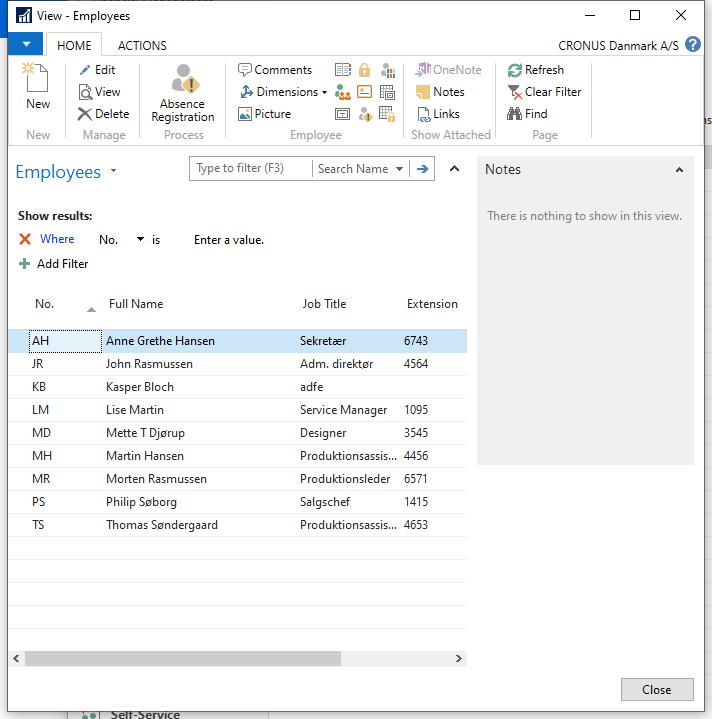 View - Employees
HOME ACTIONS CRONUS Danmark A/S ?
New
Edit
View
Delete
Absence
Registration
Comments
Dimensions
Picture
OneNote
Notes
Links
Refresh
Clear Filter
Find
New Manage Process Employee Show Attached Page
Employees
Type to filter (F3) Search Name
Notes
There is nothing to show in this view.
Show results:
Where No. is Enter a value.
Add Filter
No. Full Name Job Title Extension
AH Anne Grethe Hansen Sekretær 6743
JR John Rasmussen Adm. direktør 4564
KB Kasper Bloch adfe
LM Lise Martin Service Manager 1095
MD Mette T Djørup Designer 3545
MH Martin Hansen Produktionsassis... 4456
MR Morten Rasmussen Produktionsleder 6571
PS Philip Søborg Salgschef 1415
TS Thomas Søndergaard Produktionsassis... 4653
Close
Self-Service